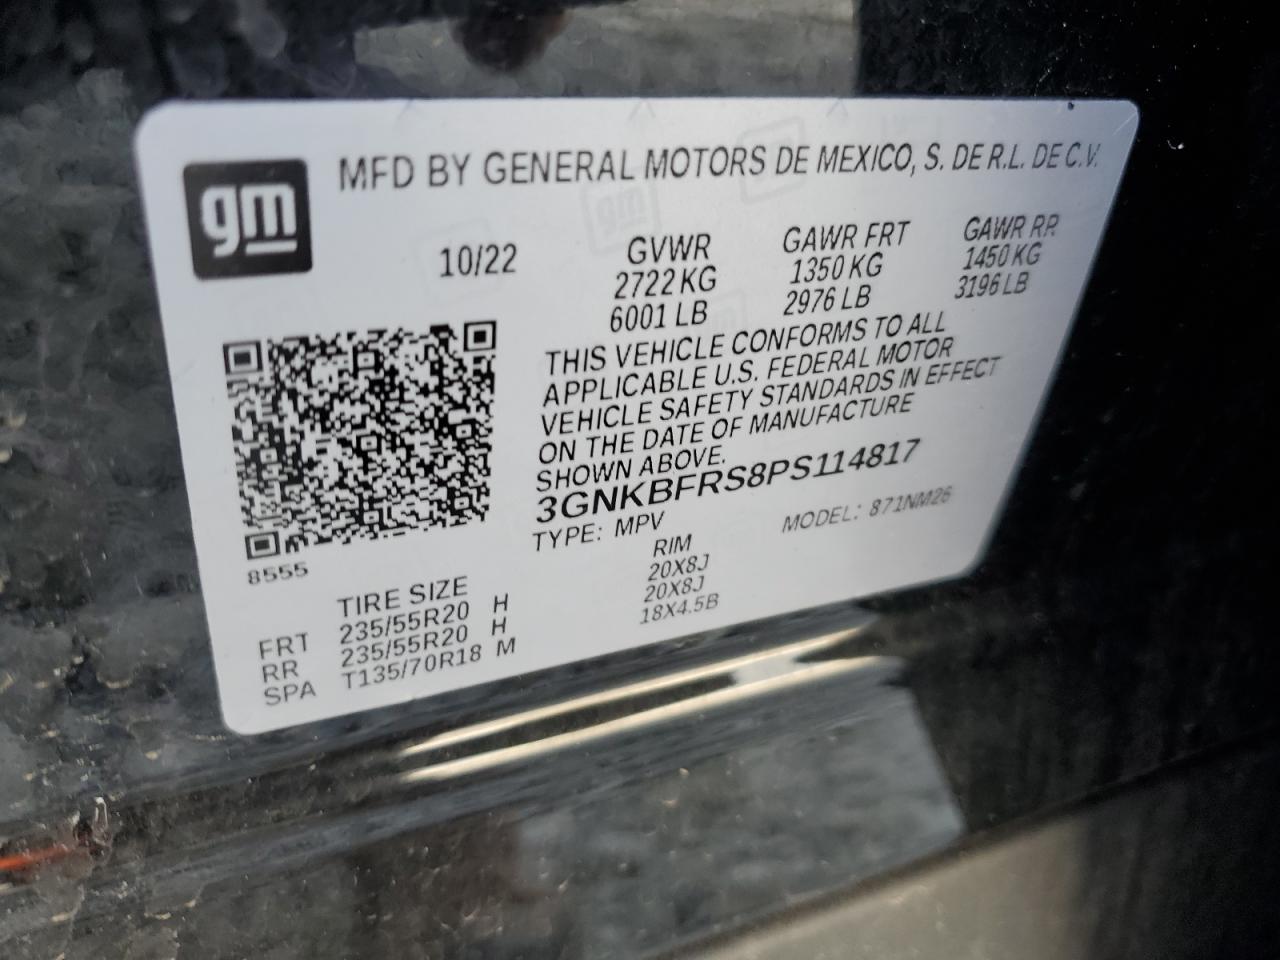 gm
MFD BY GENERAL MOTORS DE MEXICO, S. DE R.L. DE C.V.
10/22 GVWR GAWR FRT GAWR RR
2722 KG 1350 KG 1450 KG
6001 LB 2976 LB 3196 LB
THIS VEHICLE CONFORMS TO ALL
APPLICABLE U.S. FEDERAL MOTOR
VEHICLE SAFETY STANDARDS IN EFFECT
ON THE DATE OF MANUFACTURE
SHOWN ABOVE.
3GNKBFRS8PS114817
TYPE: MPV MODEL: 871NM26
8555
TIRE SIZE RIM
FRT 235/55R20 H 20X8J
RR 235/55R20 H 20X8J
SPA T135/70R18 M 18X4.5B